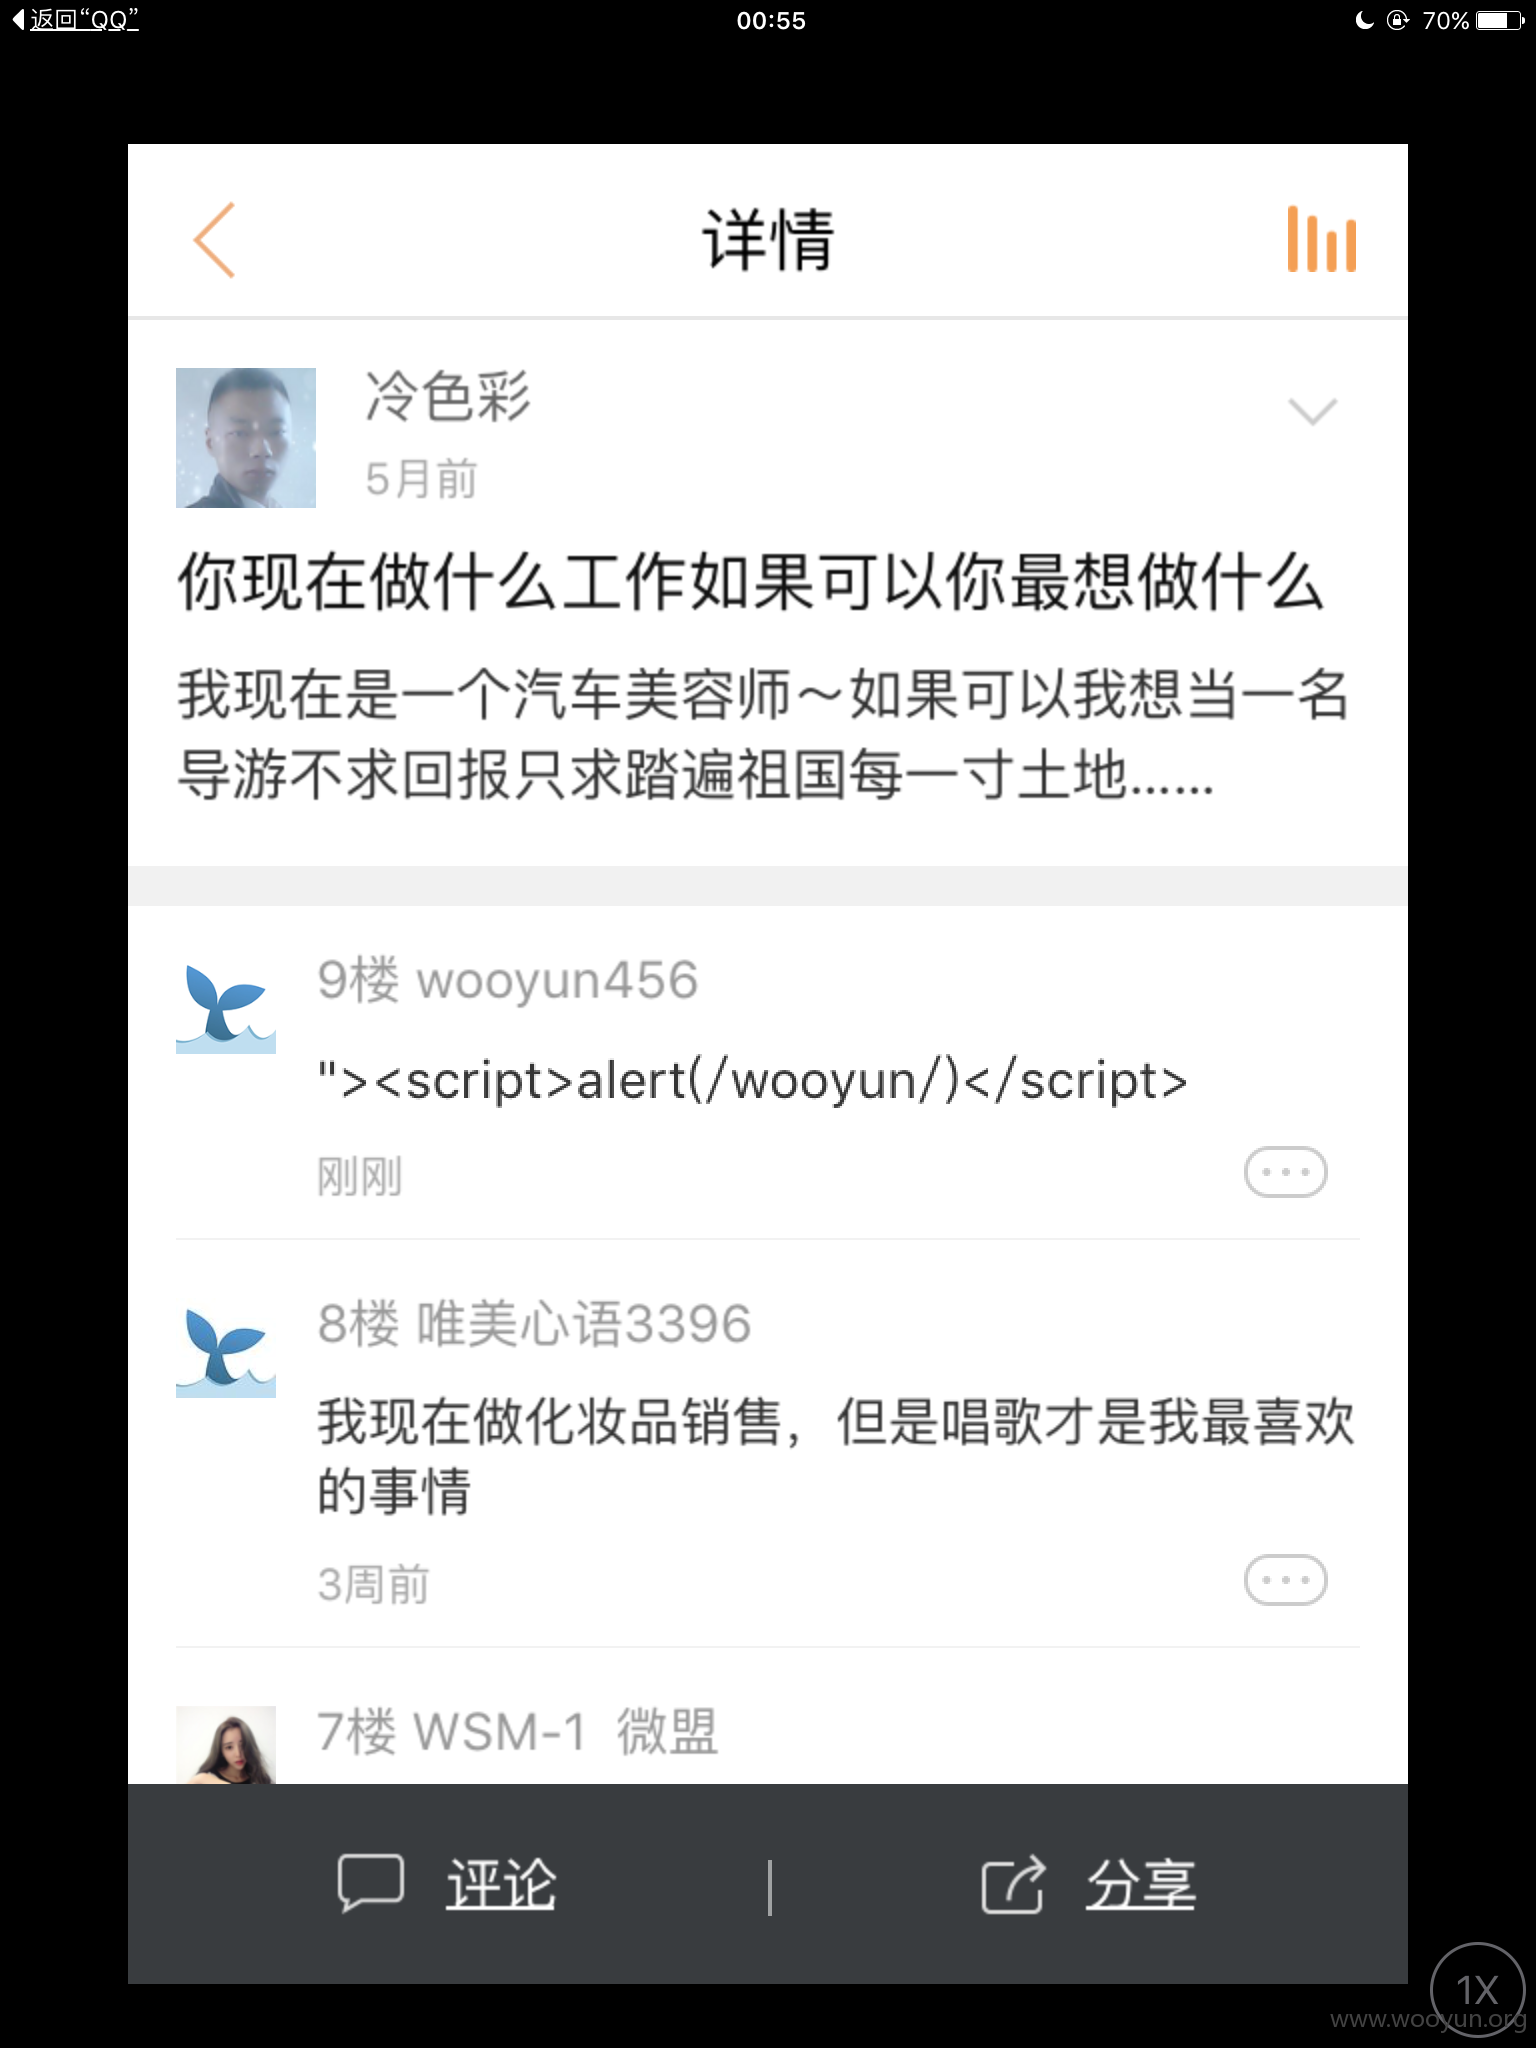 返回“QQ”
00:55
70%
详情
冷色彩
5月前
你现在做什么工作如果可以你最想做什么
我现在是一个汽车美容师～如果可以我想当一名
导游不求回报只求踏遍祖国每一寸土地……
9楼 wooyun456
"><script>alert(/wooyun/)</script>
刚刚
8楼 唯美心语3396
我现在做化妆品销售，但是唱歌才是我最喜欢
的事情
3周前
7楼 WSM-1 微盟
评论
分享
1X
www.wooyun.org